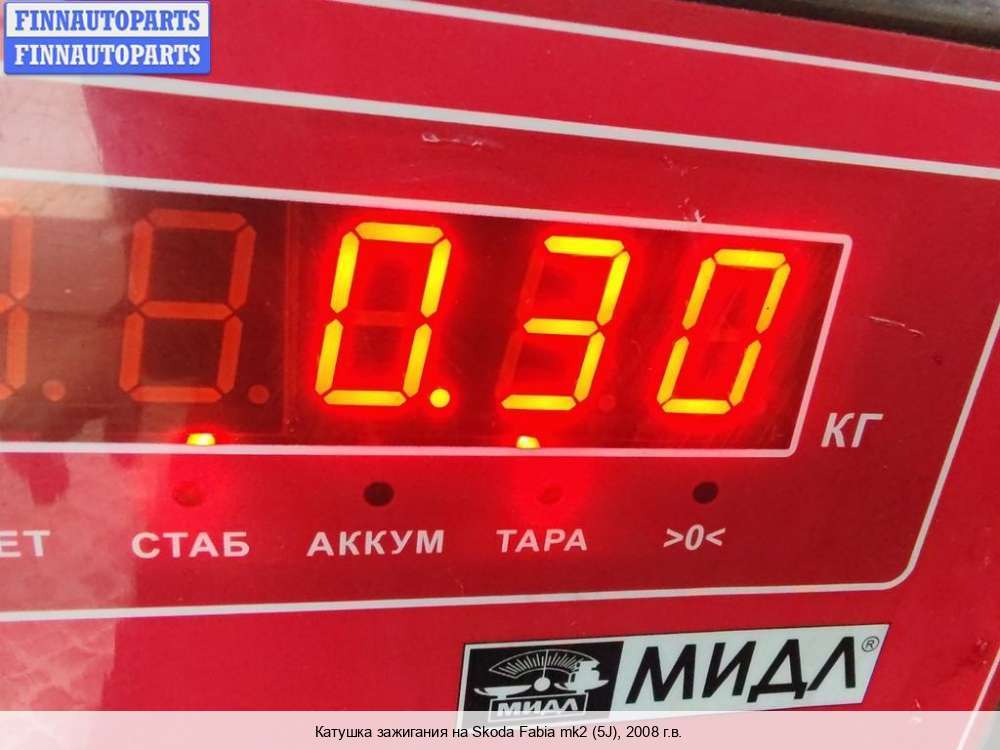 FINNAUTOPARTS
FINNAUTOPARTS
0.30
КГ
ЕТ СТАБ АККУМ ТАРА >0<
МИДЛ МИДЛ®
Катушка зажигания на Skoda Fabia mk2 (5J), 2008 г.в.